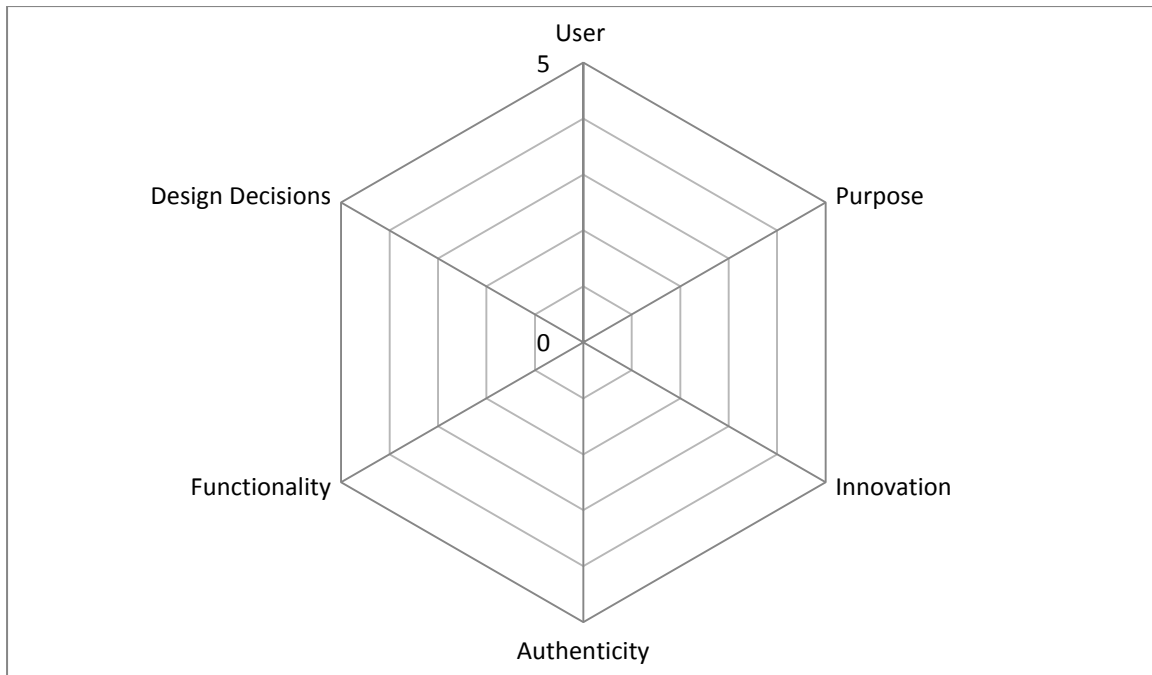 User
5
Design Decisions
Purpose
0
Functionality
Innovation
Authenticity